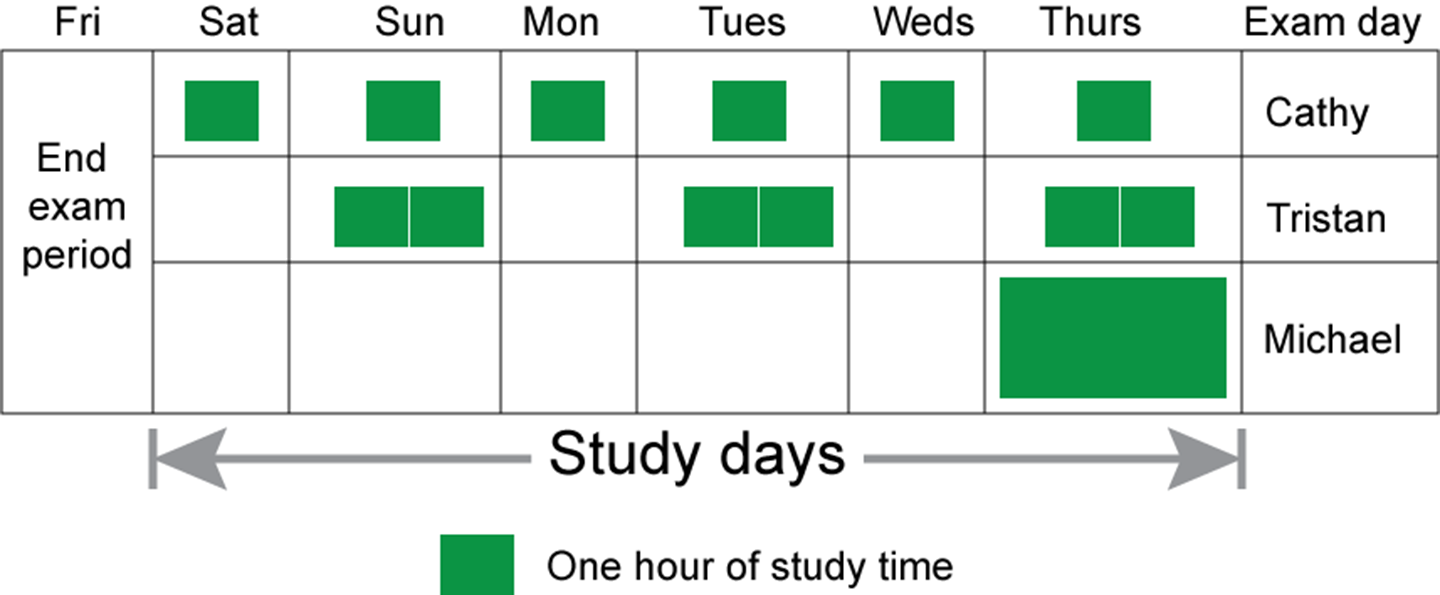 Fri Sat Sun Mon Tues Weds Thurs Exam day
End
exam
period
Cathy
Tristan
Michael
Study days
One hour of study time